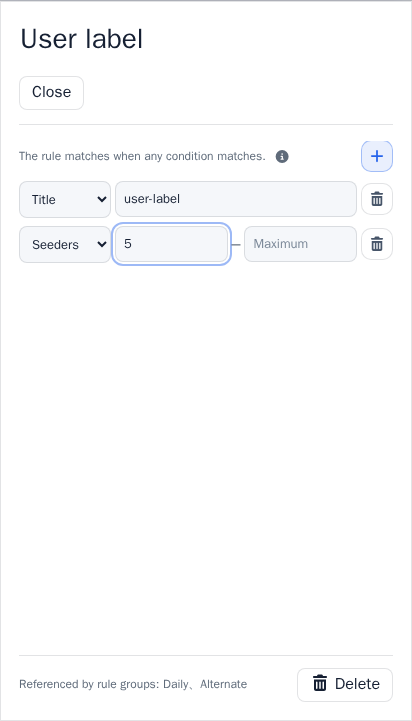 User label
Close
The rule matches when any condition matches.
Title user-label
Seeders 5 – Maximum
Referenced by rule groups: Daily、Alternate
Delete